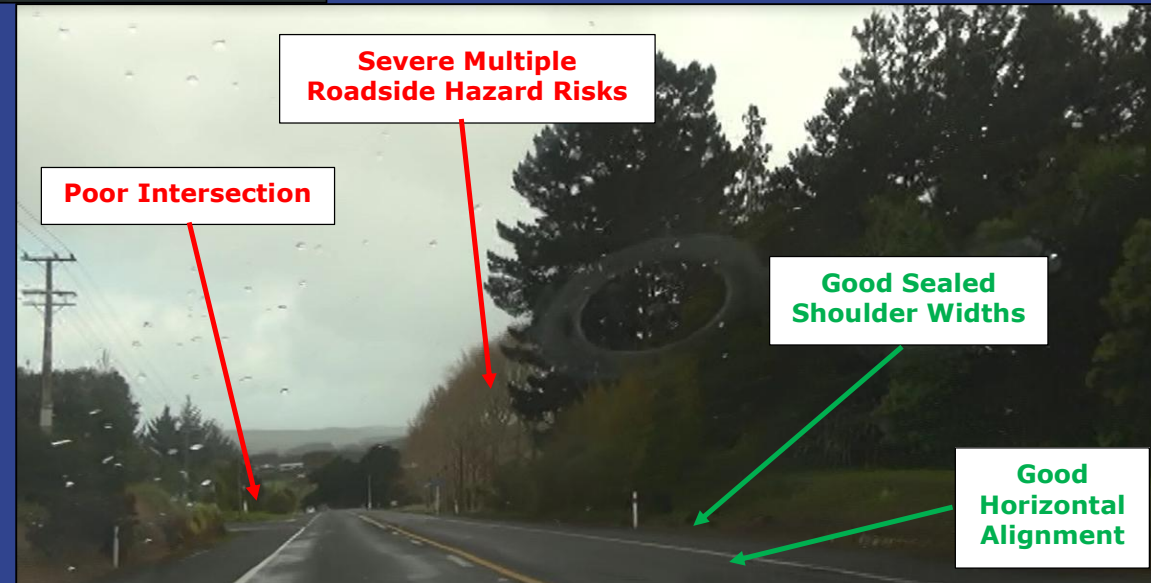 Severe Multiple
Roadside Hazard Risks
Poor Intersection
Good Sealed
Shoulder Widths
Good
Horizontal
Alignment